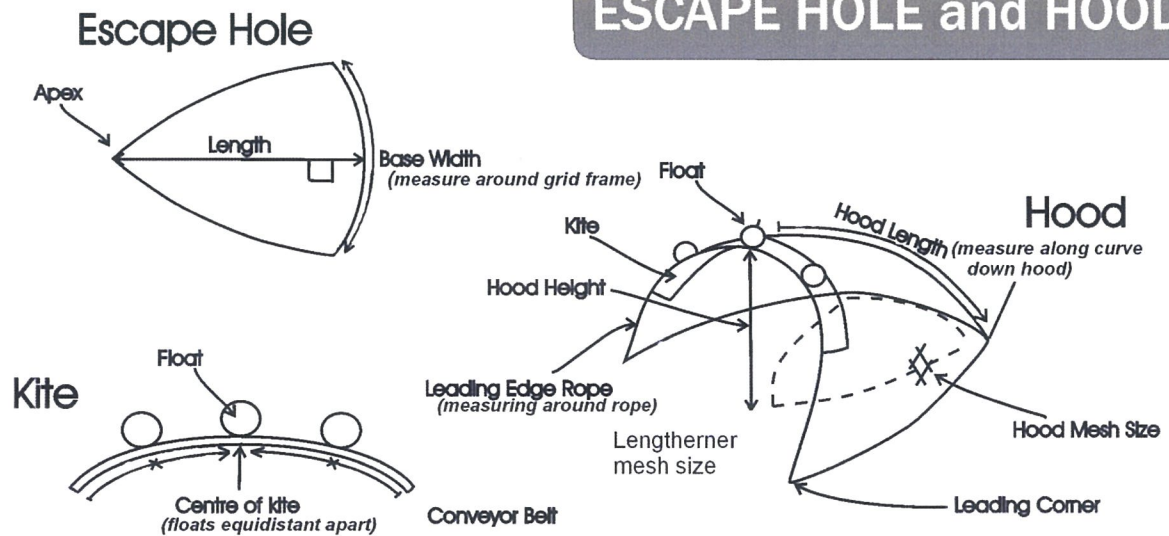 ESCAPE HOLE and HOOD
Escape Hole
Apex
Length
Base Width
(measure around grid frame)
Float
Kite
Hood Height
Hood Length (measure along curve
down hood)
Hood
Leading Edge Rope
(measuring around rope)
Lengtherner
mesh size
Hood Mesh Size
Leading Corner
Kite
Float
Centre of kite
(floats equidistant apart)
Conveyor Belt